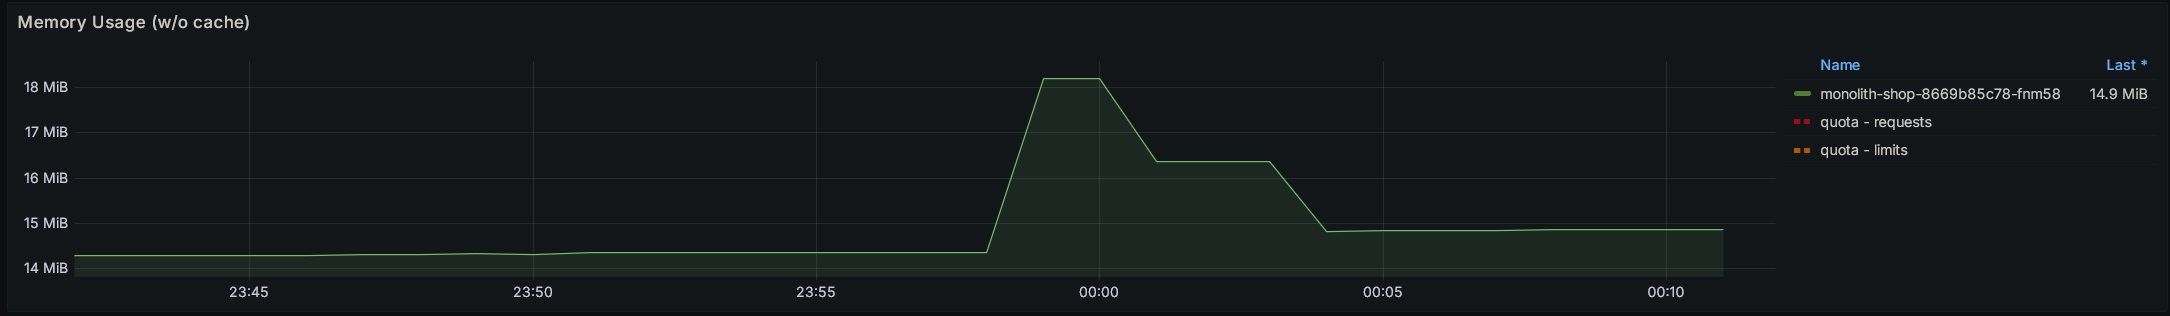 Memory Usage (w/o cache)
18 MiB
17 MiB
16 MiB
15 MiB
14 MiB
23:45 23:50 23:55 00:00 00:05 00:10
Name Last *
monolith-shop-8669b85c78-fnm58 14.9 MiB
quota - requests
quota - limits